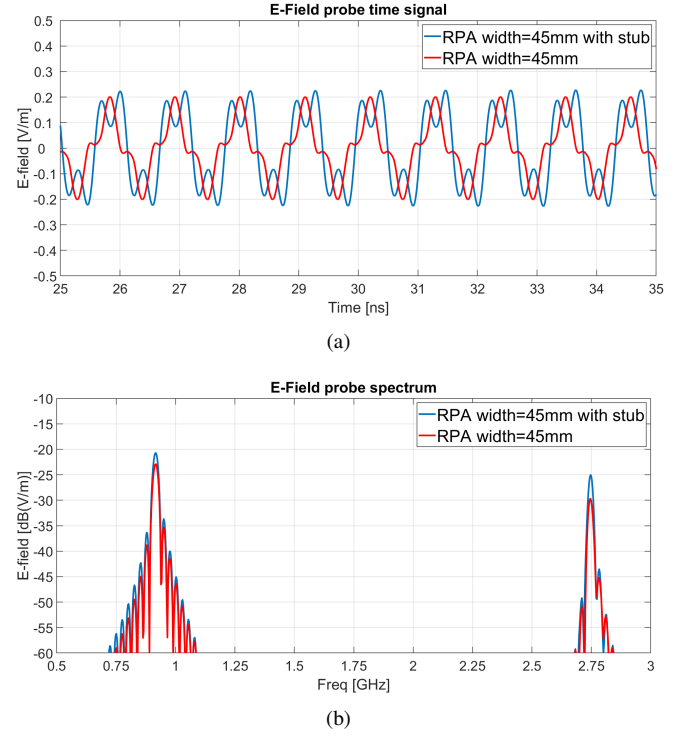 E-Field probe time signal
E-field [V/m]
0.5
0.4
0.3
0.2
0.1
0
-0.1
-0.2
-0.3
-0.4
-0.5
RPA width=45mm with stub
RPA width=45mm
25 26 27 28 29 30 31 32 33 34 35
Time [ns]
(a)
E-Field probe spectrum
E-field [dB(V/m)]
-10
-15
-20
-25
-30
-35
-40
-45
-50
-55
-60
RPA width=45mm with stub
RPA width=45mm
0.5 0.75 1 1.25 1.5 1.75 2 2.25 2.5 2.75 3
Freq [GHz]
(b)